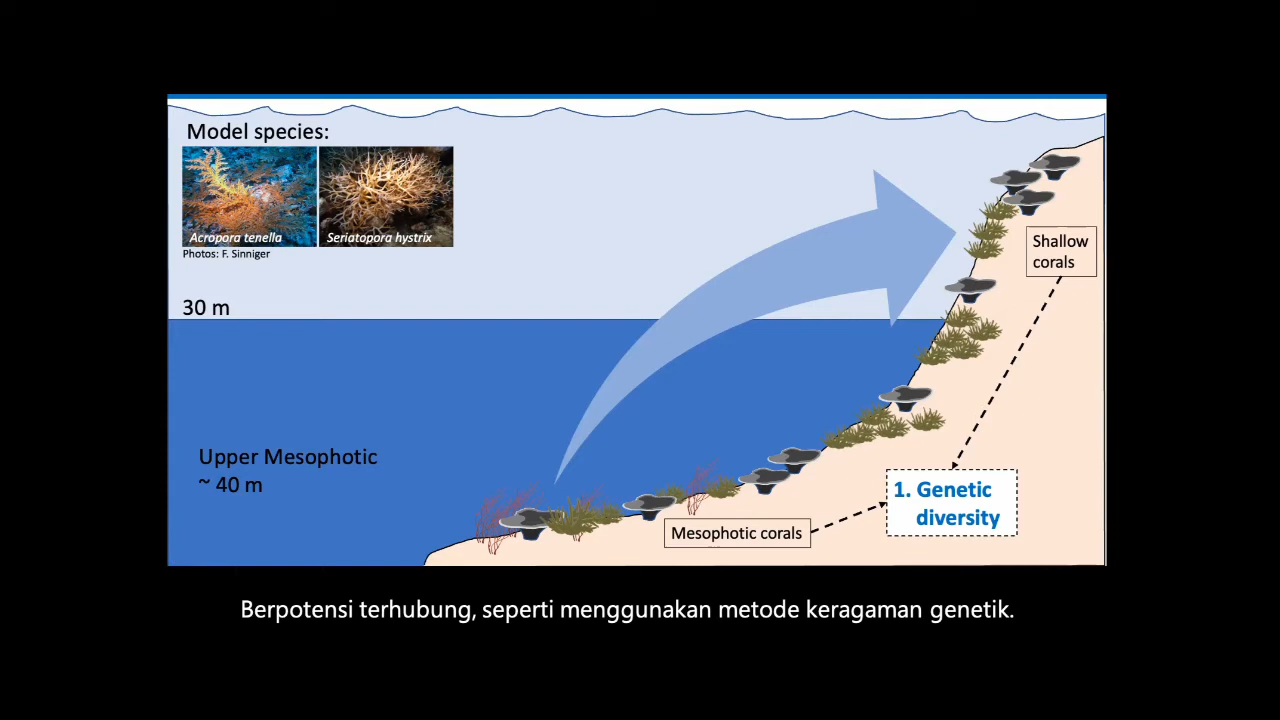 Model species:
Acropora tenella
Seriatopora hystrix
Photos: F. Sinniger
30 m
Shallow
corals
Upper Mesophotic
~ 40 m
1. Genetic
diversity
Mesophotic corals
Berpotensi terhubung, seperti menggunakan metode keragaman genetik.